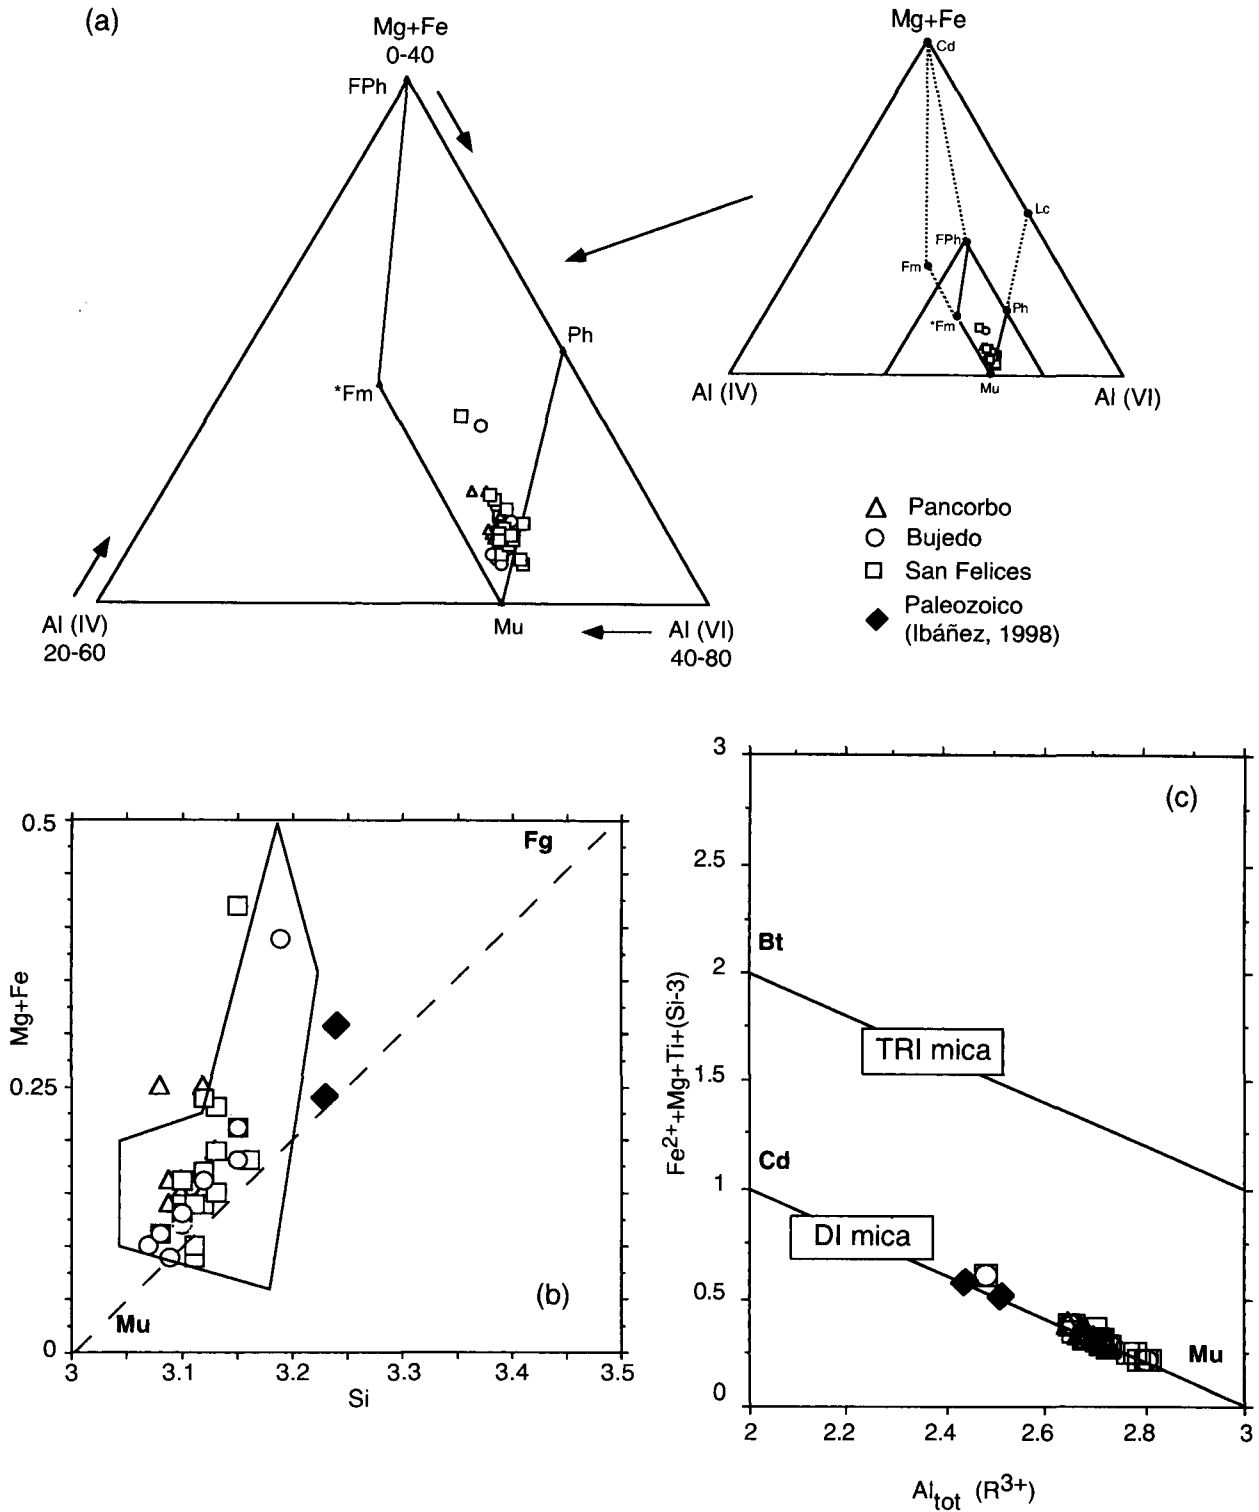 (a)
Mg+Fe
0-40
FPh
Ph
*Fm
Mu
Al (IV)
20-60
Al (VI)
40-80
Mg+Fe
Cd
Lc
FPh
Fm
Ph
*Fm
Mu
Al (IV)
Al (VI)
Pancorbo
Bujedo
San Felices
Paleozoico
(Ibáñez, 1998)
0.5
0.25
0
Mg+Fe
Fg
Mu
(b)
3 3.1 3.2 3.3 3.4 3.5
Si
3
2.5
2
1.5
1
0.5
0
Fe2++Mg+Ti+(Si-3)
(c)
Bt
TRI mica
Cd
DI mica
Mu
2 2.2 2.4 2.6 2.8 3
Altot (R3+)